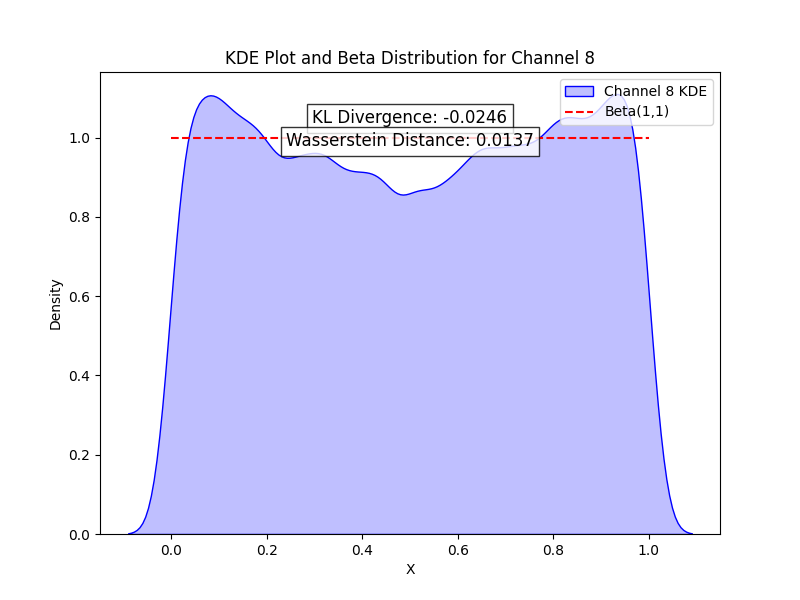 KDE Plot and Beta Distribution for Channel 8
Channel 8 KDE
Beta(1,1)
KL Divergence: -0.0246
Wasserstein Distance: 0.0137
Density
1.0
0.8
0.6
0.4
0.2
0.0
0.0 0.2 0.4 0.6 0.8 1.0
X